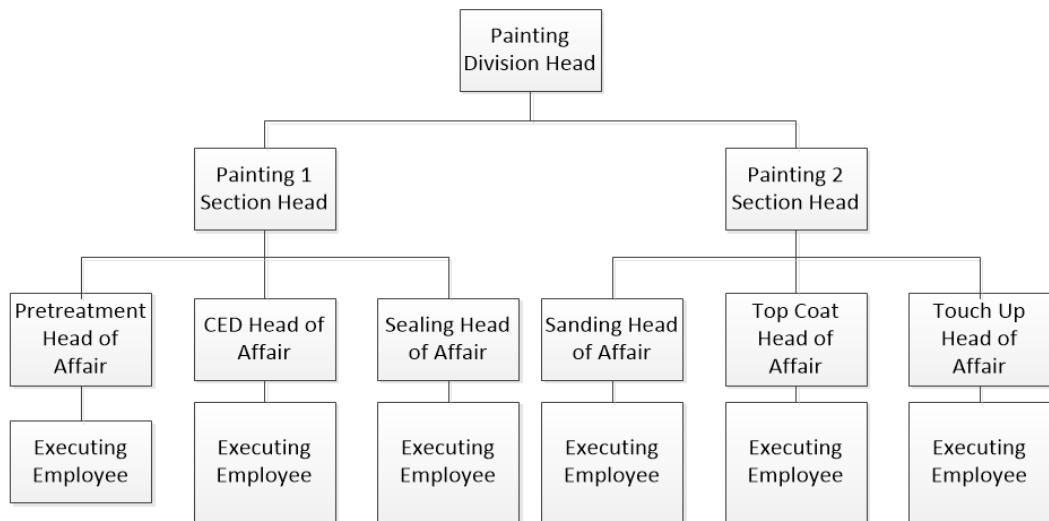 Painting
Division Head
Painting 1
Section Head
Painting 2
Section Head
Pretreatment
Head of
Affair
CED Head of
Affair
Sealing Head
of Affair
Sanding Head
of Affair
Top Coat
Head of
Affair
Touch Up
Head of
Affair
Executing
Employee
Executing
Employee
Executing
Employee
Executing
Employee
Executing
Employee
Executing
Employee